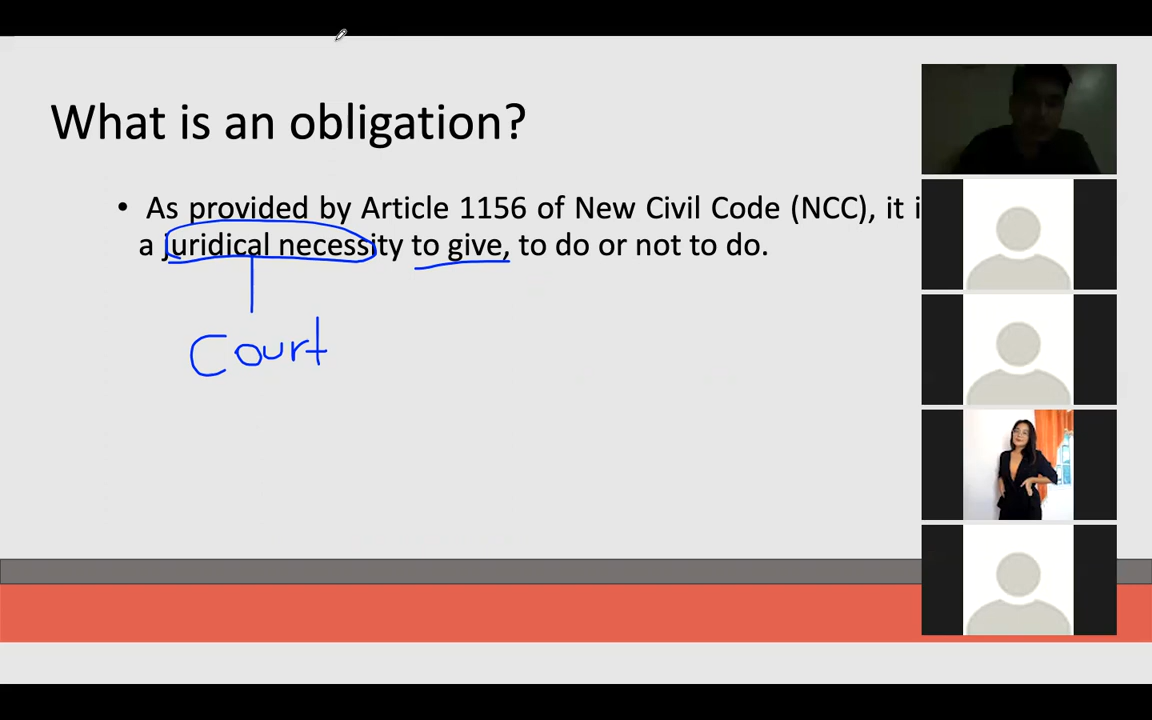 What is an obligation?
• As provided by Article 1156 of New Civil Code (NCC), it i
a juridical necessity to give, to do or not to do.
Court